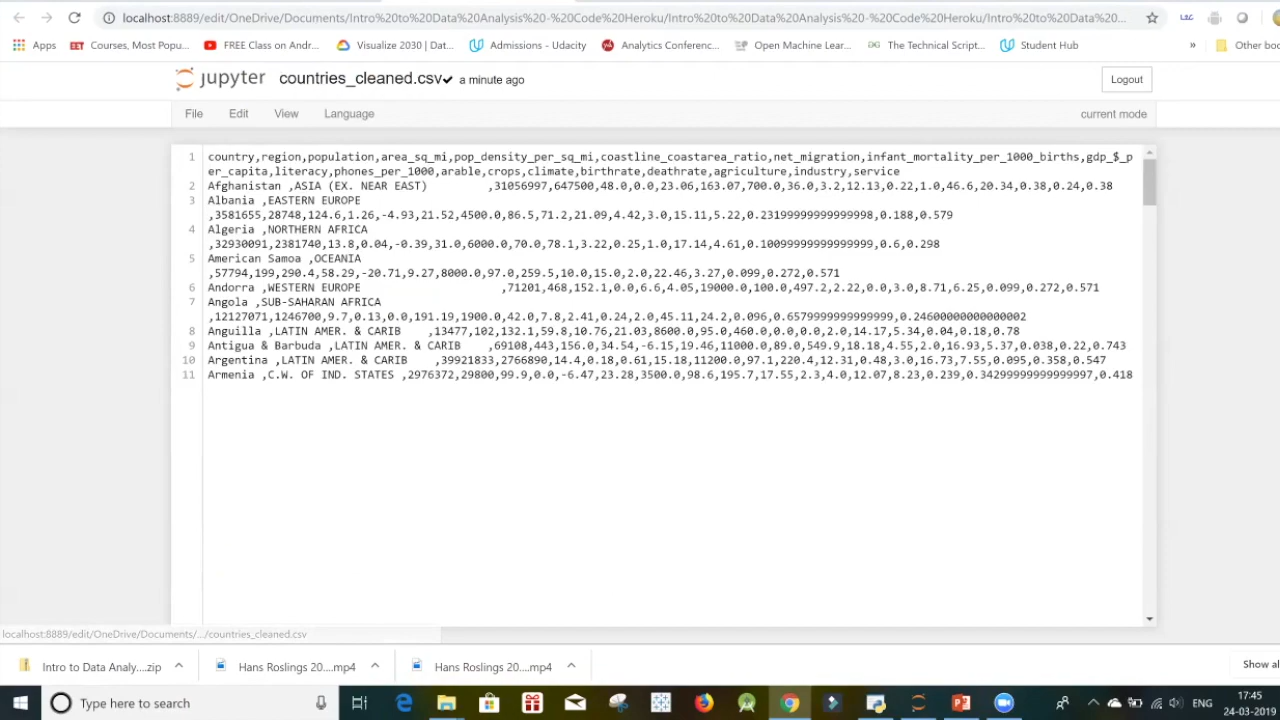 localhost:8889/edit/OneDrive/Documents/Intro%20to%20Data%20Analysis%20-%20Code%20Heroku/Intro%20to%20Data%20Analysis%20-%20Code%20Heroku/Intro%20to%20Data%20...
Apps Courses, Most Popu... FREE Class on Andr... Visualize 2030 | Dat... Admissions - Udacity Analytics Conferenc... Open Machine Lear... The Technical Script... Student Hub » Other boo
jupyter countries_cleaned.csv✔ a minute ago Logout
File Edit View Language current mode
1 country,region,population,area_sq_mi,pop_density_per_sq_mi,coastline_coastarea_ratio,net_migration,infant_mortality_per_1000_births,gdp_$_p
er_capita,literacy,phones_per_1000,arable,crops,climate,birthrate,deathrate,agriculture,industry,service
2 Afghanistan ,ASIA (EX. NEAR EAST)         ,31056997,647500,48.0,0.0,23.06,163.07,700.0,36.0,3.2,12.13,0.22,1.0,46.6,20.34,0.38,0.24,0.38
3 Albania ,EASTERN EUROPE
,3581655,28748,124.6,1.26,-4.93,21.52,4500.0,86.5,71.2,21.09,4.42,3.0,15.11,5.22,0.23199999999999998,0.188,0.579
4 Algeria ,NORTHERN AFRICA
,32930091,2381740,13.8,0.04,-0.39,31.0,6000.0,70.0,78.1,3.22,0.25,1.0,17.14,4.61,0.10099999999999999,0.6,0.298
5 American Samoa ,OCEANIA
,57794,199,290.4,58.29,-20.71,9.27,8000.0,97.0,259.5,10.0,15.0,2.0,22.46,3.27,0.099,0.272,0.571
6 Andorra ,WESTERN EUROPE                     ,71201,468,152.1,0.0,6.6,4.05,19000.0,100.0,497.2,2.22,0.0,3.0,8.71,6.25,0.099,0.272,0.571
7 Angola ,SUB-SAHARAN AFRICA
,12127071,1246700,9.7,0.13,0.0,191.19,1900.0,42.0,7.8,2.41,0.24,2.0,45.11,24.2,0.096,0.6579999999999999,0.24600000000000002
8 Anguilla ,LATIN AMER. & CARIB    ,13477,102,132.1,59.8,10.76,21.03,8600.0,95.0,460.0,0.0,0.0,2.0,14.17,5.34,0.04,0.18,0.78
9 Antigua & Barbuda ,LATIN AMER. & CARIB    ,69108,443,156.0,34.54,-6.15,19.46,11000.0,89.0,549.9,18.18,4.55,2.0,16.93,5.37,0.038,0.22,0.743
10 Argentina ,LATIN AMER. & CARIB    ,39921833,2766890,14.4,0.18,0.61,15.18,11200.0,97.1,220.4,12.31,0.48,3.0,16.73,7.55,0.095,0.358,0.547
11 Armenia ,C.W. OF IND. STATES ,2976372,29800,99.9,0.0,-6.47,23.28,3500.0,98.6,195.7,17.55,2.3,4.0,12.07,8.23,0.239,0.34299999999999997,0.418
localhost:8889/edit/OneDrive/Documents/.../countries_cleaned.csv
Intro to Data Analy....zip Hans Roslings 20....mp4 Hans Roslings 20....mp4 Show al
Type here to search ENG 17:45
24-03-2019